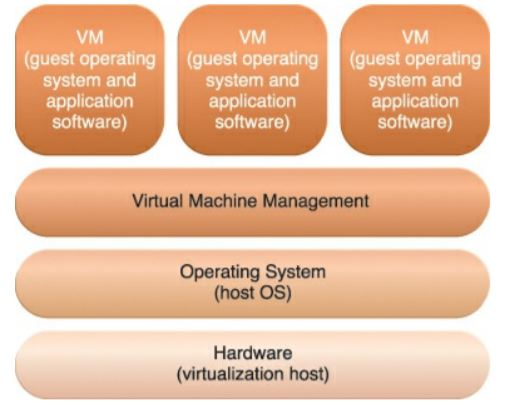 VM
(guest operating
system and
application
software)
VM
(guest operating
system and
application
software)
VM
(guest operating
system and
application
software)
Virtual Machine Management
Operating System
(host OS)
Hardware
(virtualization host)